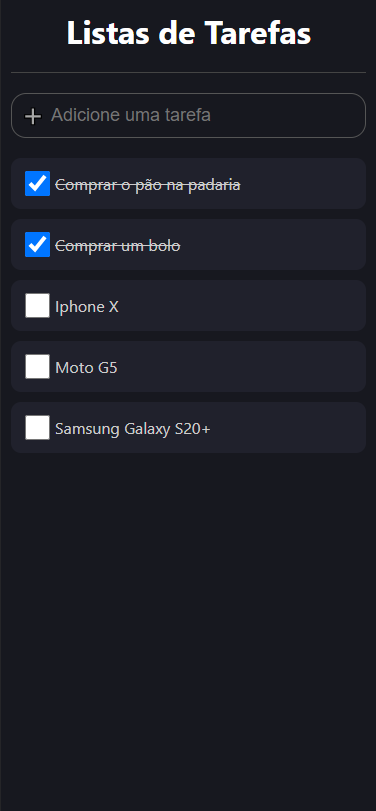 Listas de Tarefas
Adicione uma tarefa
Comprar o pão na padaria
Comprar um bolo
Iphone X
Moto G5
Samsung Galaxy S20+